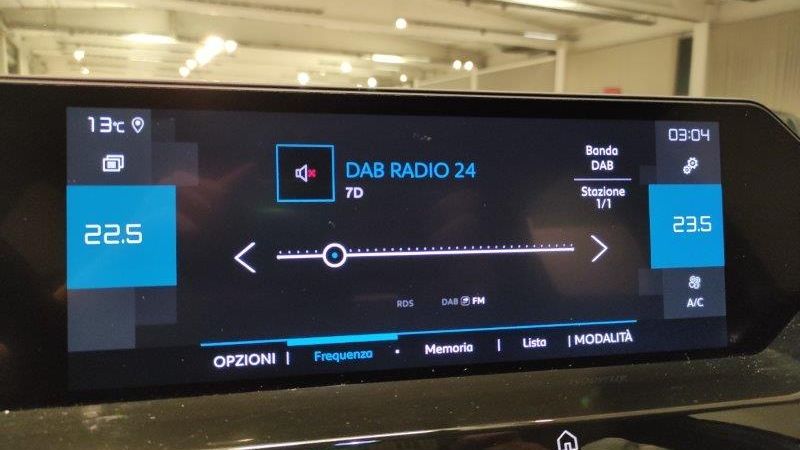 13°C
03:04
DAB RADIO 24
7D
Banda
DAB
Stazione
1/1
22.5
23.5
RDS
DAB FM
A/C
OPZIONI | Frequenza • Memoria | Lista | MODALITÀ